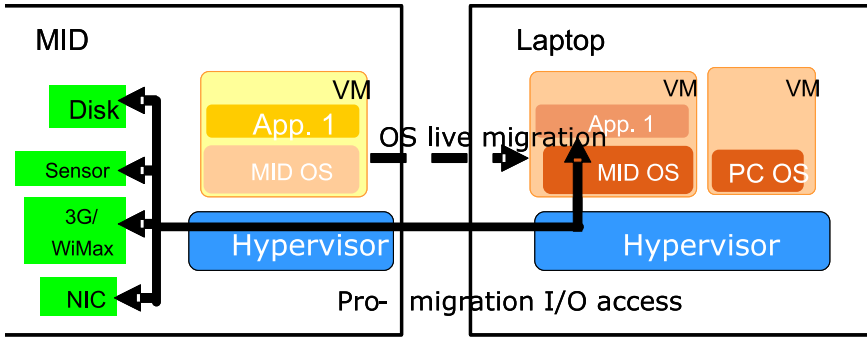 MID
Laptop
Disk
Sensor
3G/
WiMax
NIC
VM
App. 1
MID OS
Hypervisor
OS live migration
VM
App. 1
MID OS
VM
PC OS
Hypervisor
Pro- migration I/O access